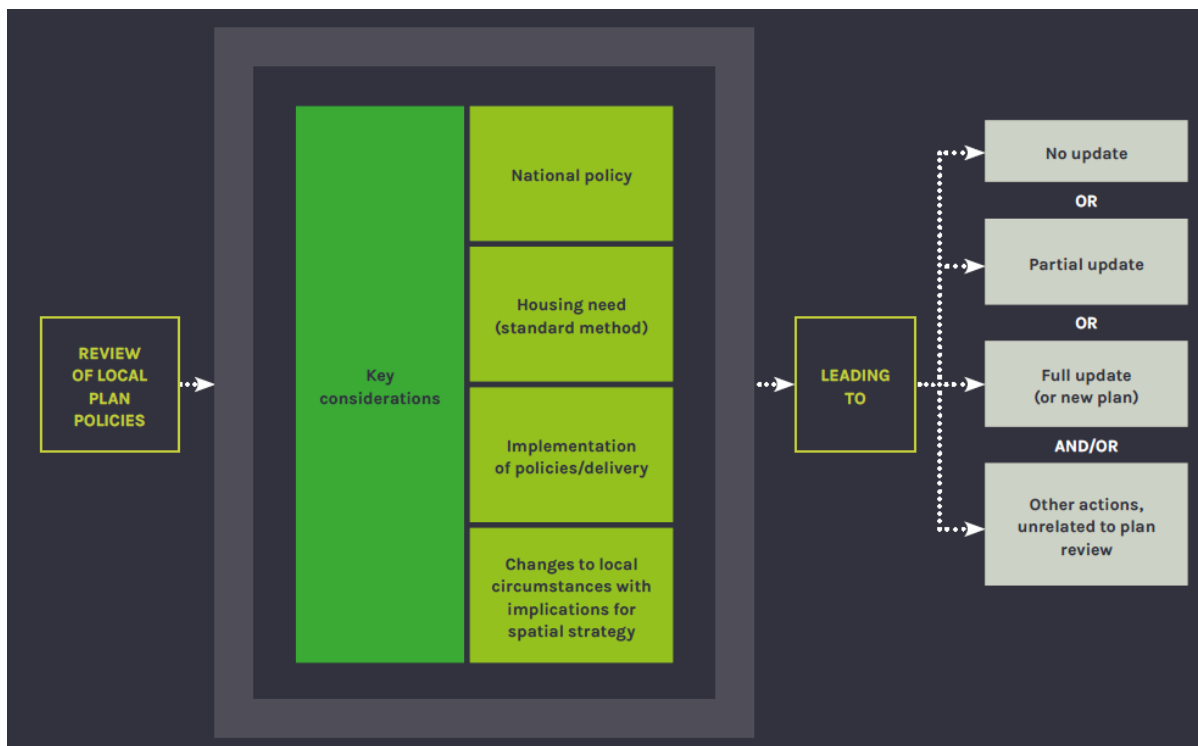 REVIEW
OF LOCAL
PLAN
POLICIES
Key
considerations
National policy
Housing need
(standard method)
Implementation
of policies/delivery
Changes to local
circumstances with
implications for
spatial strategy
LEADING
TO
No update
OR
Partial update
OR
Full update
(or new plan)
AND/OR
Other actions,
unrelated to plan
review